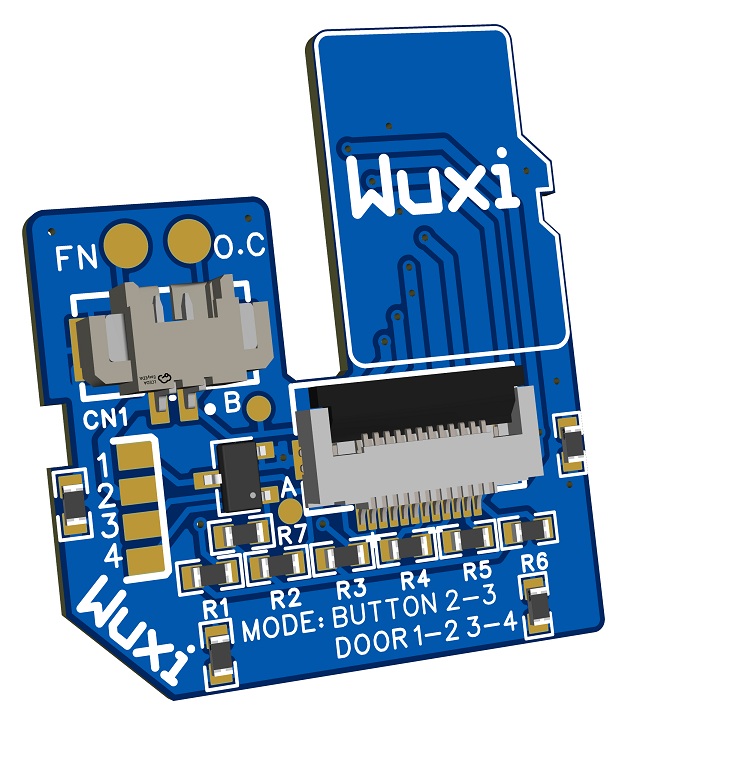 Wuxi
FN
O.C
CN1
B
1
2
3
4
A
R7
R1
R2
R3
R4
R5
R6
MODE: BUTTON 2-3
DOOR 1-2 3-4
Wuxi